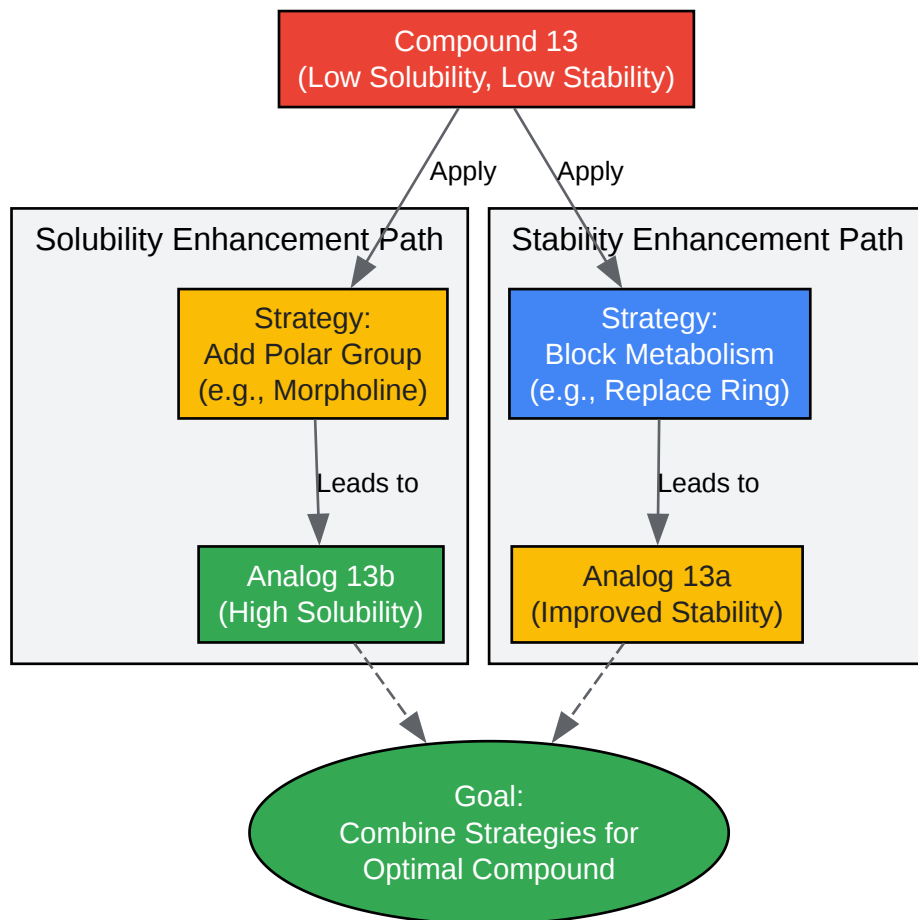 Compound 13
(Low Solubility, Low Stability)
Apply
Apply
Solubility Enhancement Path
Stability Enhancement Path
Strategy:
Add Polar Group
(e.g., Morpholine)
Strategy:
Block Metabolism
(e.g., Replace Ring)
Leads to
Leads to
Analog 13b
(High Solubility)
Analog 13a
(Improved Stability)
Goal:
Combine Strategies for
Optimal Compound